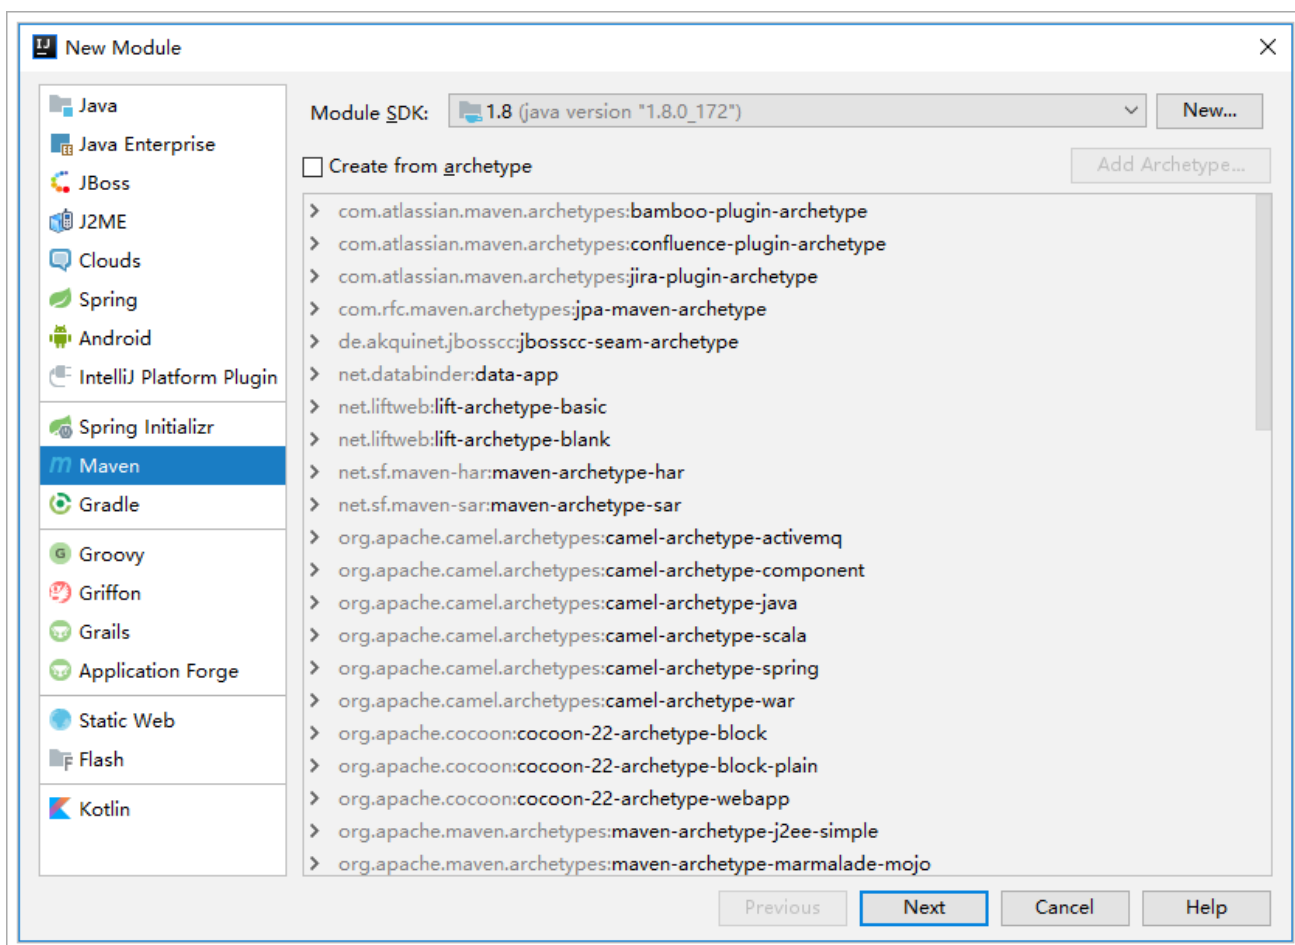 New Module
Java
Java Enterprise
JBoss
J2ME
Clouds
Spring
Android
IntelliJ Platform Plugin
Spring Initializr
Maven
Gradle
Groovy
Griffon
Grails
Application Forge
Static Web
Flash
Kotlin
Module SDK: 1.8 (java version "1.8.0_172") New...
Create from archetype Add Archetype...
com.atlassian.maven.archetypes:bamboo-plugin-archetype
com.atlassian.maven.archetypes:confluence-plugin-archetype
com.atlassian.maven.archetypes:jira-plugin-archetype
com.rfc.maven.archetypes:jpa-maven-archetype
de.akquinet.jbosscc:jbosscc-seam-archetype
net.databinder:data-app
net.liftweb:lift-archetype-basic
net.liftweb:lift-archetype-blank
net.sf.maven-har:maven-archetype-har
net.sf.maven-sar:maven-archetype-sar
org.apache.camel.archetypes:camel-archetype-activemq
org.apache.camel.archetypes:camel-archetype-component
org.apache.camel.archetypes:camel-archetype-java
org.apache.camel.archetypes:camel-archetype-scala
org.apache.camel.archetypes:camel-archetype-spring
org.apache.camel.archetypes:camel-archetype-war
org.apache.cocoon:cocoon-22-archetype-block
org.apache.cocoon:cocoon-22-archetype-block-plain
org.apache.cocoon:cocoon-22-archetype-webapp
org.apache.maven.archetypes:maven-archetype-j2ee-simple
org.apache.maven.archetypes:maven-archetype-marmalade-mojo
Previous Next Cancel Help